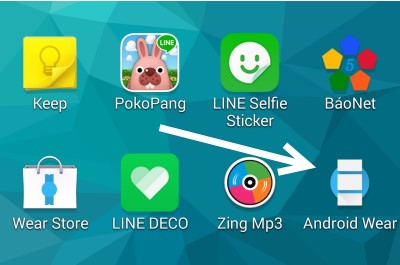 LINE
5
Keep
PokoPang
LINE Selfie
Sticker
BáoNet
Wear Store
LINE DECO
Zing Mp3
Android Wear